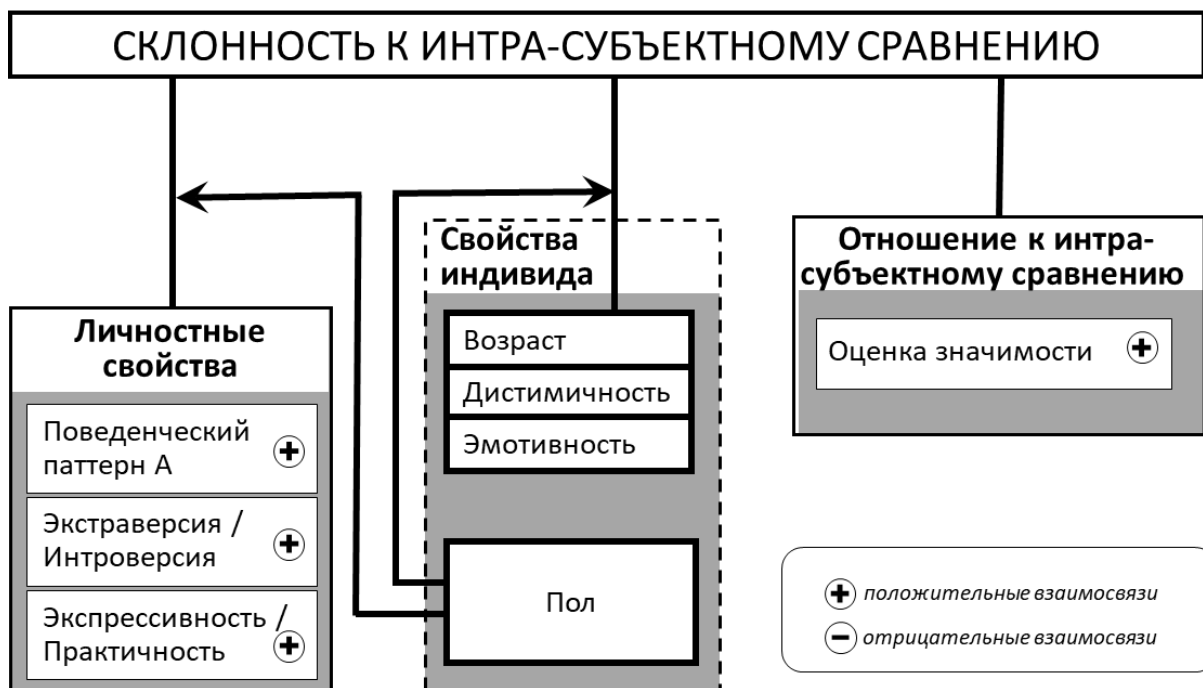 СКЛОННОСТЬ К ИНТРА-СУБЪЕКТНОМУ СРАВНЕНИЮ
Личностные
свойства
Поведенческий
паттерн А
Экстраверсия /
Интроверсия
Экспрессивность /
Практичность
Свойства
индивида
Возраст
Дистимичность
Эмотивность
Пол
Отношение к интра-
субъектному сравнению
Оценка значимости
положительные взаимосвязи
отрицательные взаимосвязи